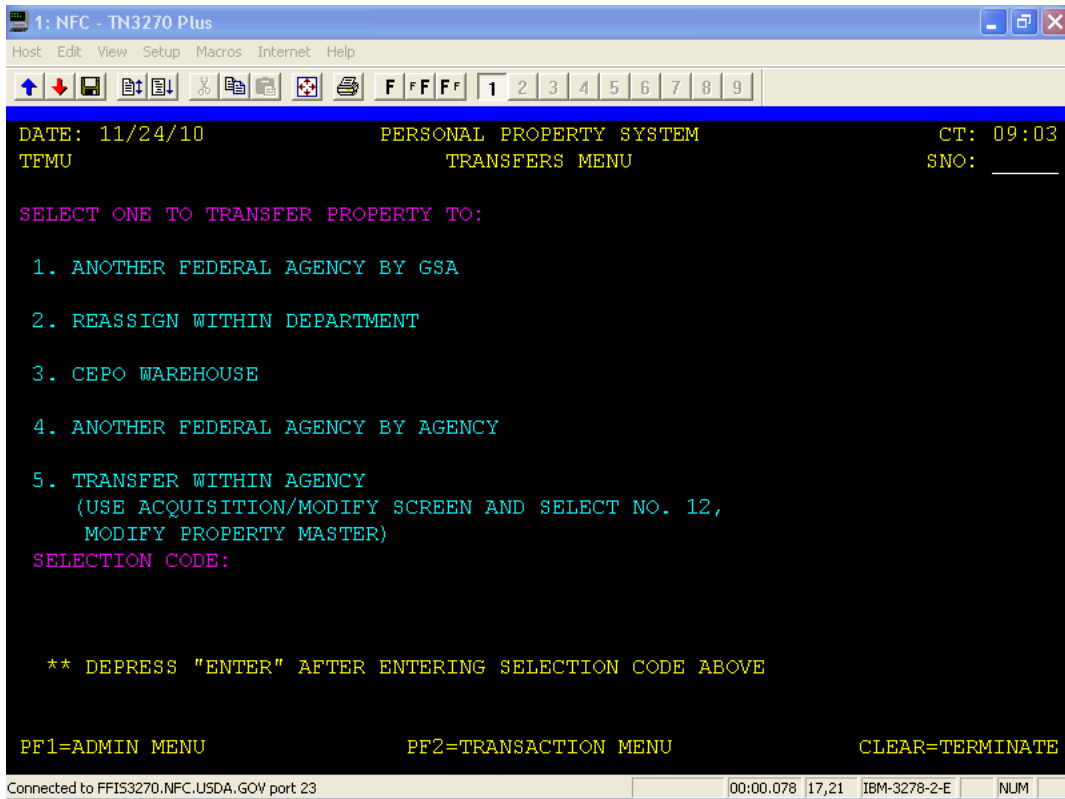 1: NFC - TN3270 Plus
Host Edit View Setup Macros Internet Help
F F F F F 1 2 3 4 5 6 7 8 9
DATE: 11/24/10 PERSONAL PROPERTY SYSTEM CT: 09:03
TFMU TRANSFERS MENU SNO:
SELECT ONE TO TRANSFER PROPERTY TO:
1. ANOTHER FEDERAL AGENCY BY GSA
2. REASSIGN WITHIN DEPARTMENT
3. CEPO WAREHOUSE
4. ANOTHER FEDERAL AGENCY BY AGENCY
5. TRANSFER WITHIN AGENCY
(USE ACQUISITION/MODIFY SCREEN AND SELECT NO. 12,
MODIFY PROPERTY MASTER)
SELECTION CODE:
** DEPRESS "ENTER" AFTER ENTERING SELECTION CODE ABOVE
PF1=ADMIN MENU PF2=TRANSACTION MENU CLEAR=TERMINATE
Connected to FFIS3270.NFC.USDA.GOV port 23 00:00.078 17,21 IBM-3278-2-E NUM